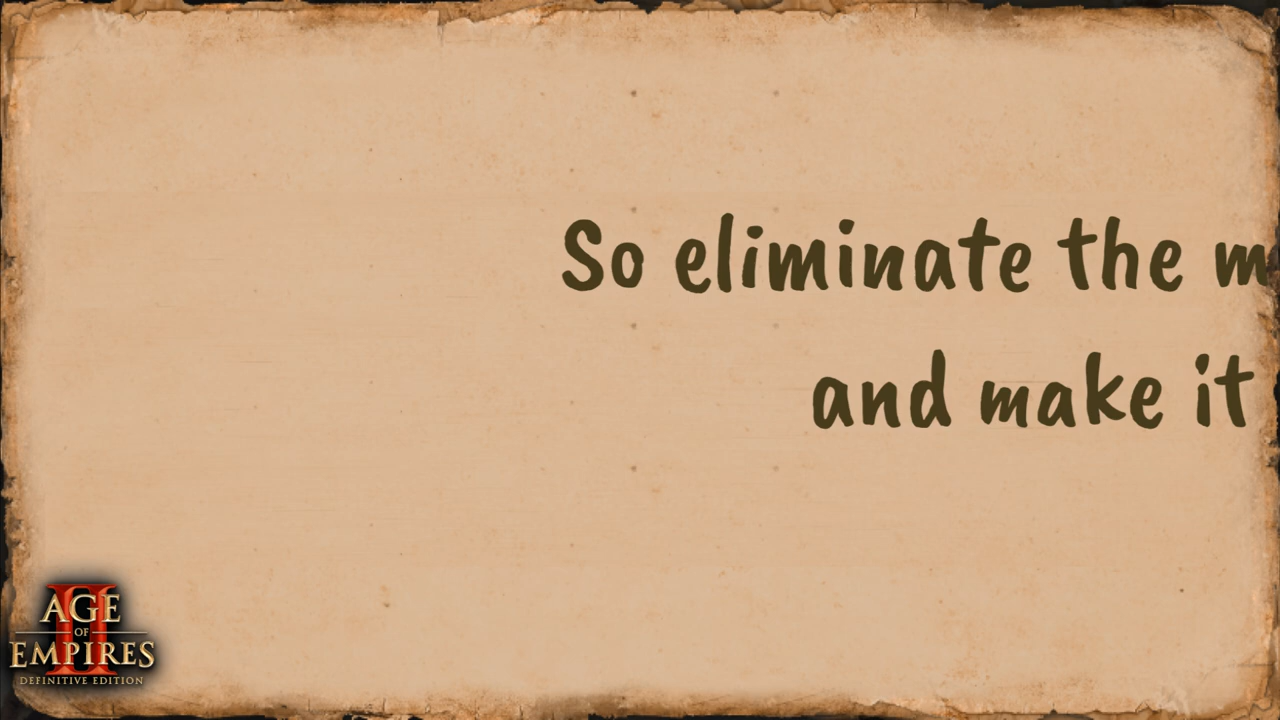 So eliminate the m
and make it
AGE
OF
EMPIRES
II
DEFINITIVE EDITION